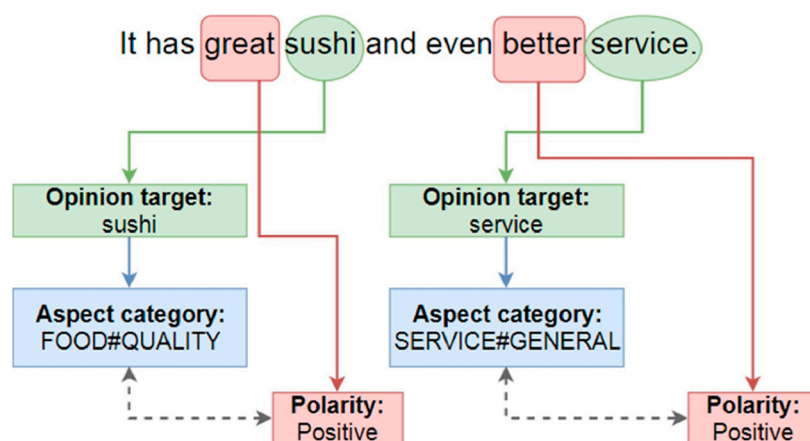 It has great sushi and even better service.
Opinion target:
sushi
Opinion target:
service
Aspect category:
FOOD#QUALITY
Aspect category:
SERVICE#GENERAL
Polarity:
Positive
Polarity:
Positive